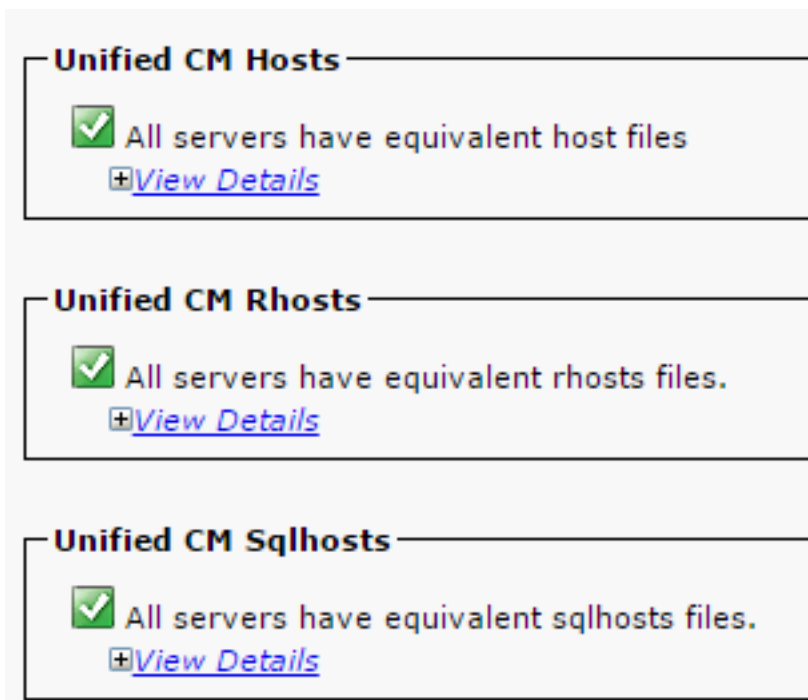 Unified CM Hosts
All servers have equivalent host files
View Details
Unified CM Rhosts
All servers have equivalent rhosts files.
View Details
Unified CM Sqlhosts
All servers have equivalent sqlhosts files.
View Details